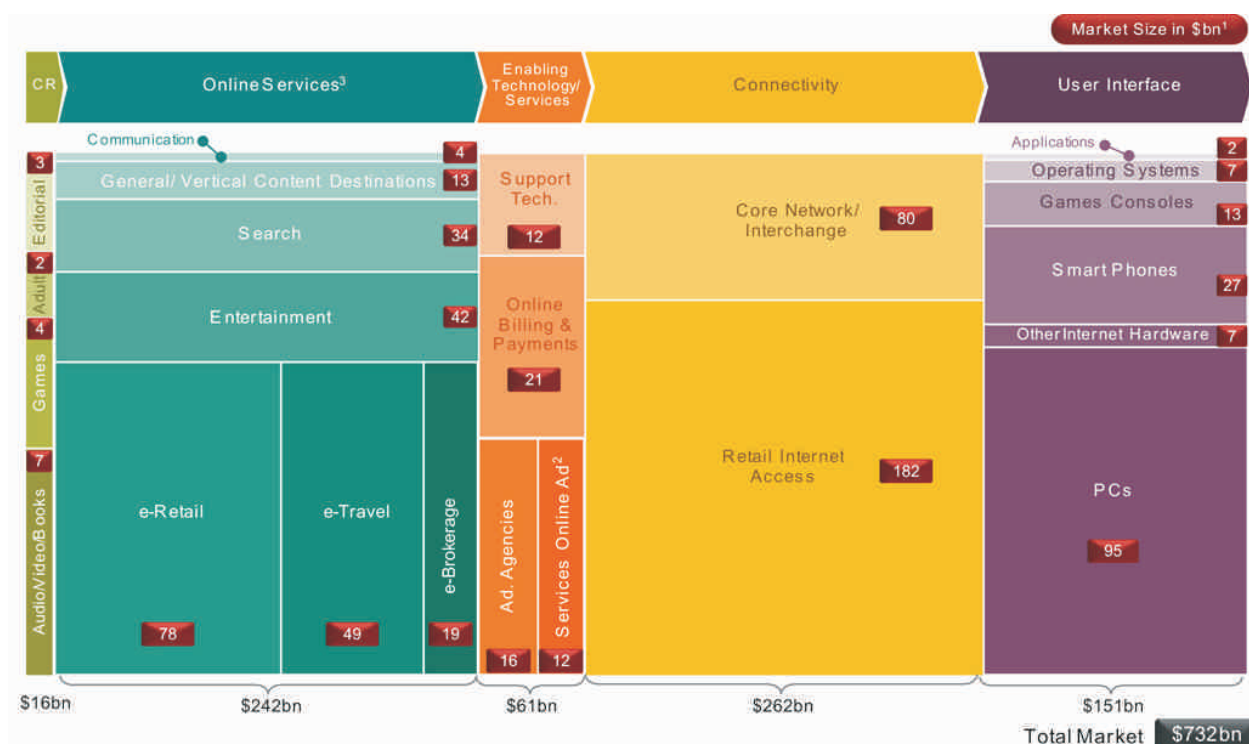 Market Size in $bn1
CR
Online Services3
Enabling
Technology/
Services
Connectivity
User Interface
Communication
4
General/ Vertical Content Destinations
13
Search
34
Entertainment
42
e-Retail
78
e-Travel
49
e-Brokerage
19
3
Editorial
2
Adult
4
Games
7
Audio/Video/Books
Support
Tech.
12
Online
Billing &
Payments
21
Ad. Agencies
16
Services Online Ad2
12
Core Network/
Interchange
80
Retail Internet
Access
182
Applications
2
Operating Systems
7
Games Consoles
13
Smart Phones
27
Other Internet Hardware
7
PCs
95
$16bn
$242bn
$61bn
$262bn
$151bn
Total Market $732bn